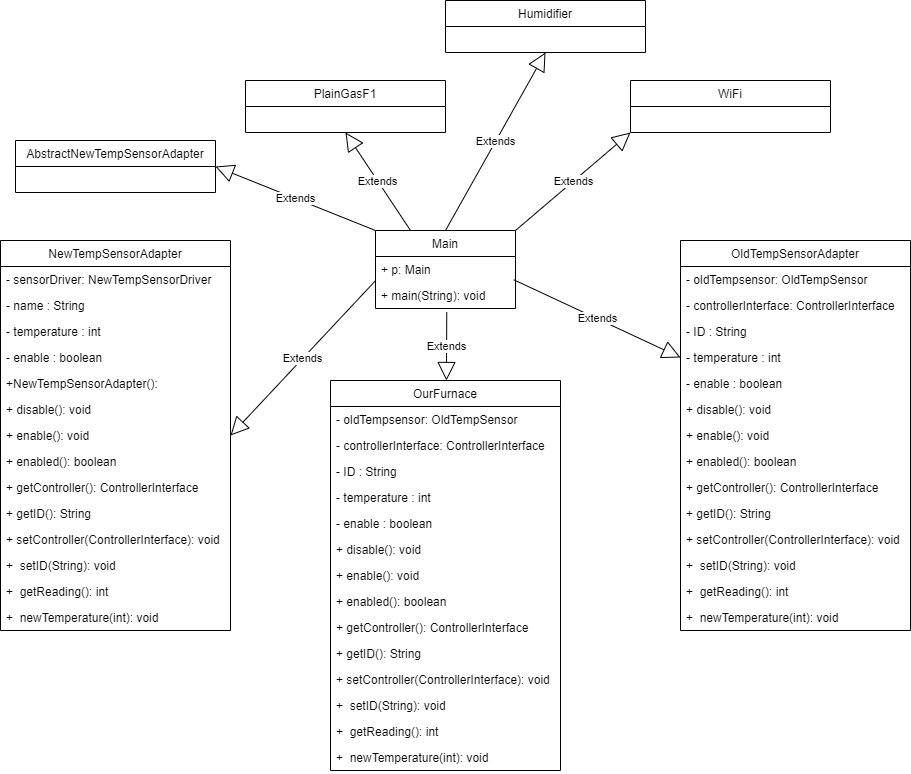 Humidifier
PlainGasF1
WiFi
AbstractNewTempSensorAdapter
Extends
Extends
Extends
Extends
Main
+ p: Main
+ main(String): void
Extends
Extends
Extends
NewTempSensorAdapter
- sensorDriver: NewTempSensorDriver
- name : String
- temperature : int
- enable : boolean
+NewTempSensorAdapter():
+ disable(): void
+ enable(): void
+ enabled(): boolean
+ getController(): ControllerInterface
+ getID(): String
+ setController(ControllerInterface): void
+ setID(String): void
+ getReading(): int
+ newTemperature(int): void
OurFurnace
- oldTempsensor: OldTempSensor
- controllerInterface: ControllerInterface
- ID : String
- temperature : int
- enable : boolean
+ disable(): void
+ enable(): void
+ enabled(): boolean
+ getController(): ControllerInterface
+ getID(): String
+ setController(ControllerInterface): void
+ setID(String): void
+ getReading(): int
+ newTemperature(int): void
OldTempSensorAdapter
- oldTempsensor: OldTempSensor
- controllerInterface: ControllerInterface
- ID : String
- temperature : int
- enable : boolean
+ disable(): void
+ enable(): void
+ enabled(): boolean
+ getController(): ControllerInterface
+ getID(): String
+ setController(ControllerInterface): void
+ setID(String): void
+ getReading(): int
+ newTemperature(int): void